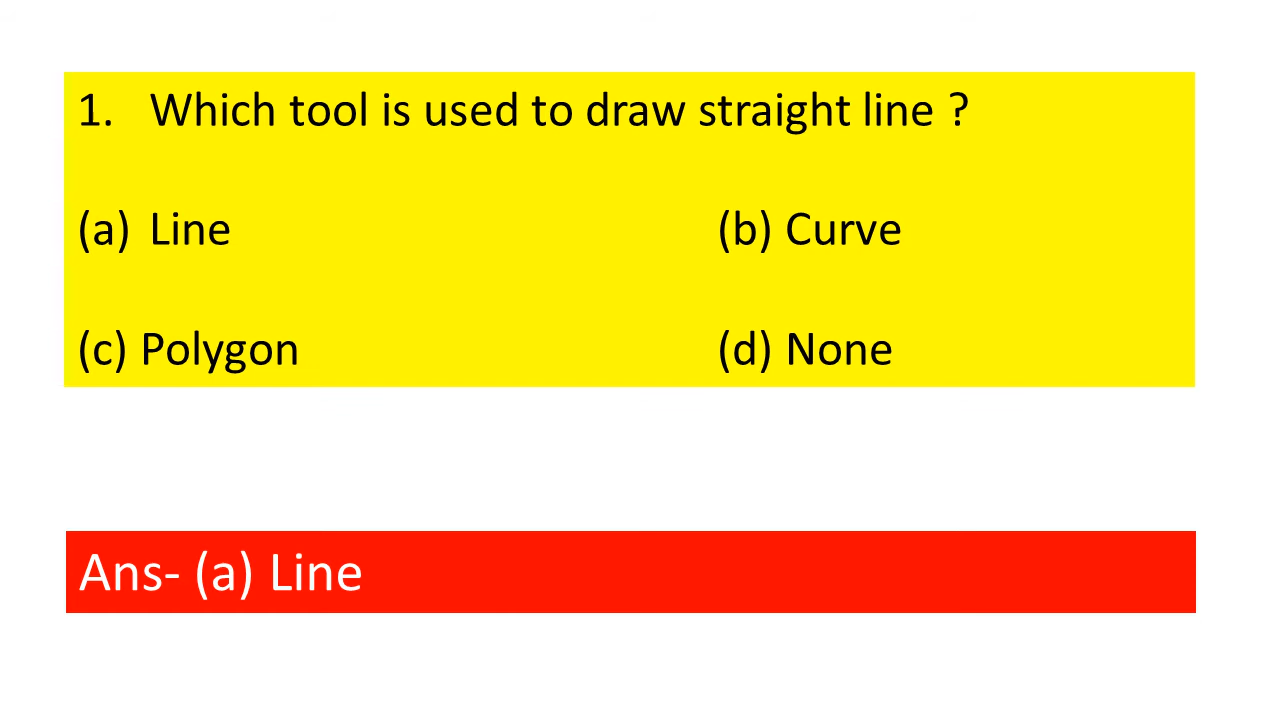 1. Which tool is used to draw straight line ?
(a) Line (b) Curve
(c) Polygon (d) None
Ans- (a) Line